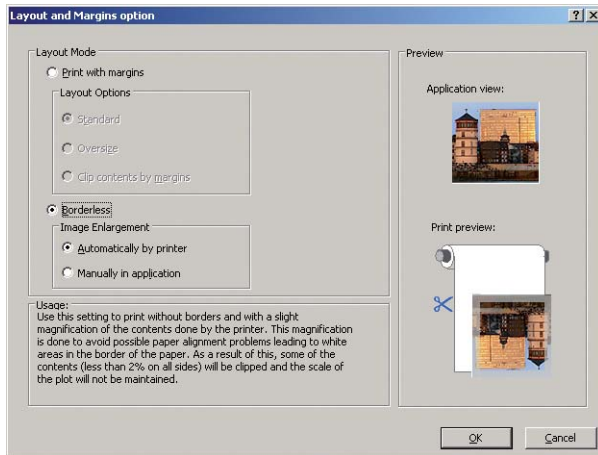 Layout and Margins option
Layout Mode
Print with margins
Layout Options
Standard
Oversize
Clip contents by margins
Borderless
Image Enlargement
Automatically by printer
Manually in application
Usage:
Use this setting to print without borders and with a slight
magnification of the contents done by the printer. This magnification
is done to avoid possible paper alignment problems leading to white
areas in the border of the paper. As a result of this, some of the
contents (less than 2% on all sides) will be clipped and the scale of
the plot will not be maintained.
Preview
Application view:
Print preview:
OK
Cancel